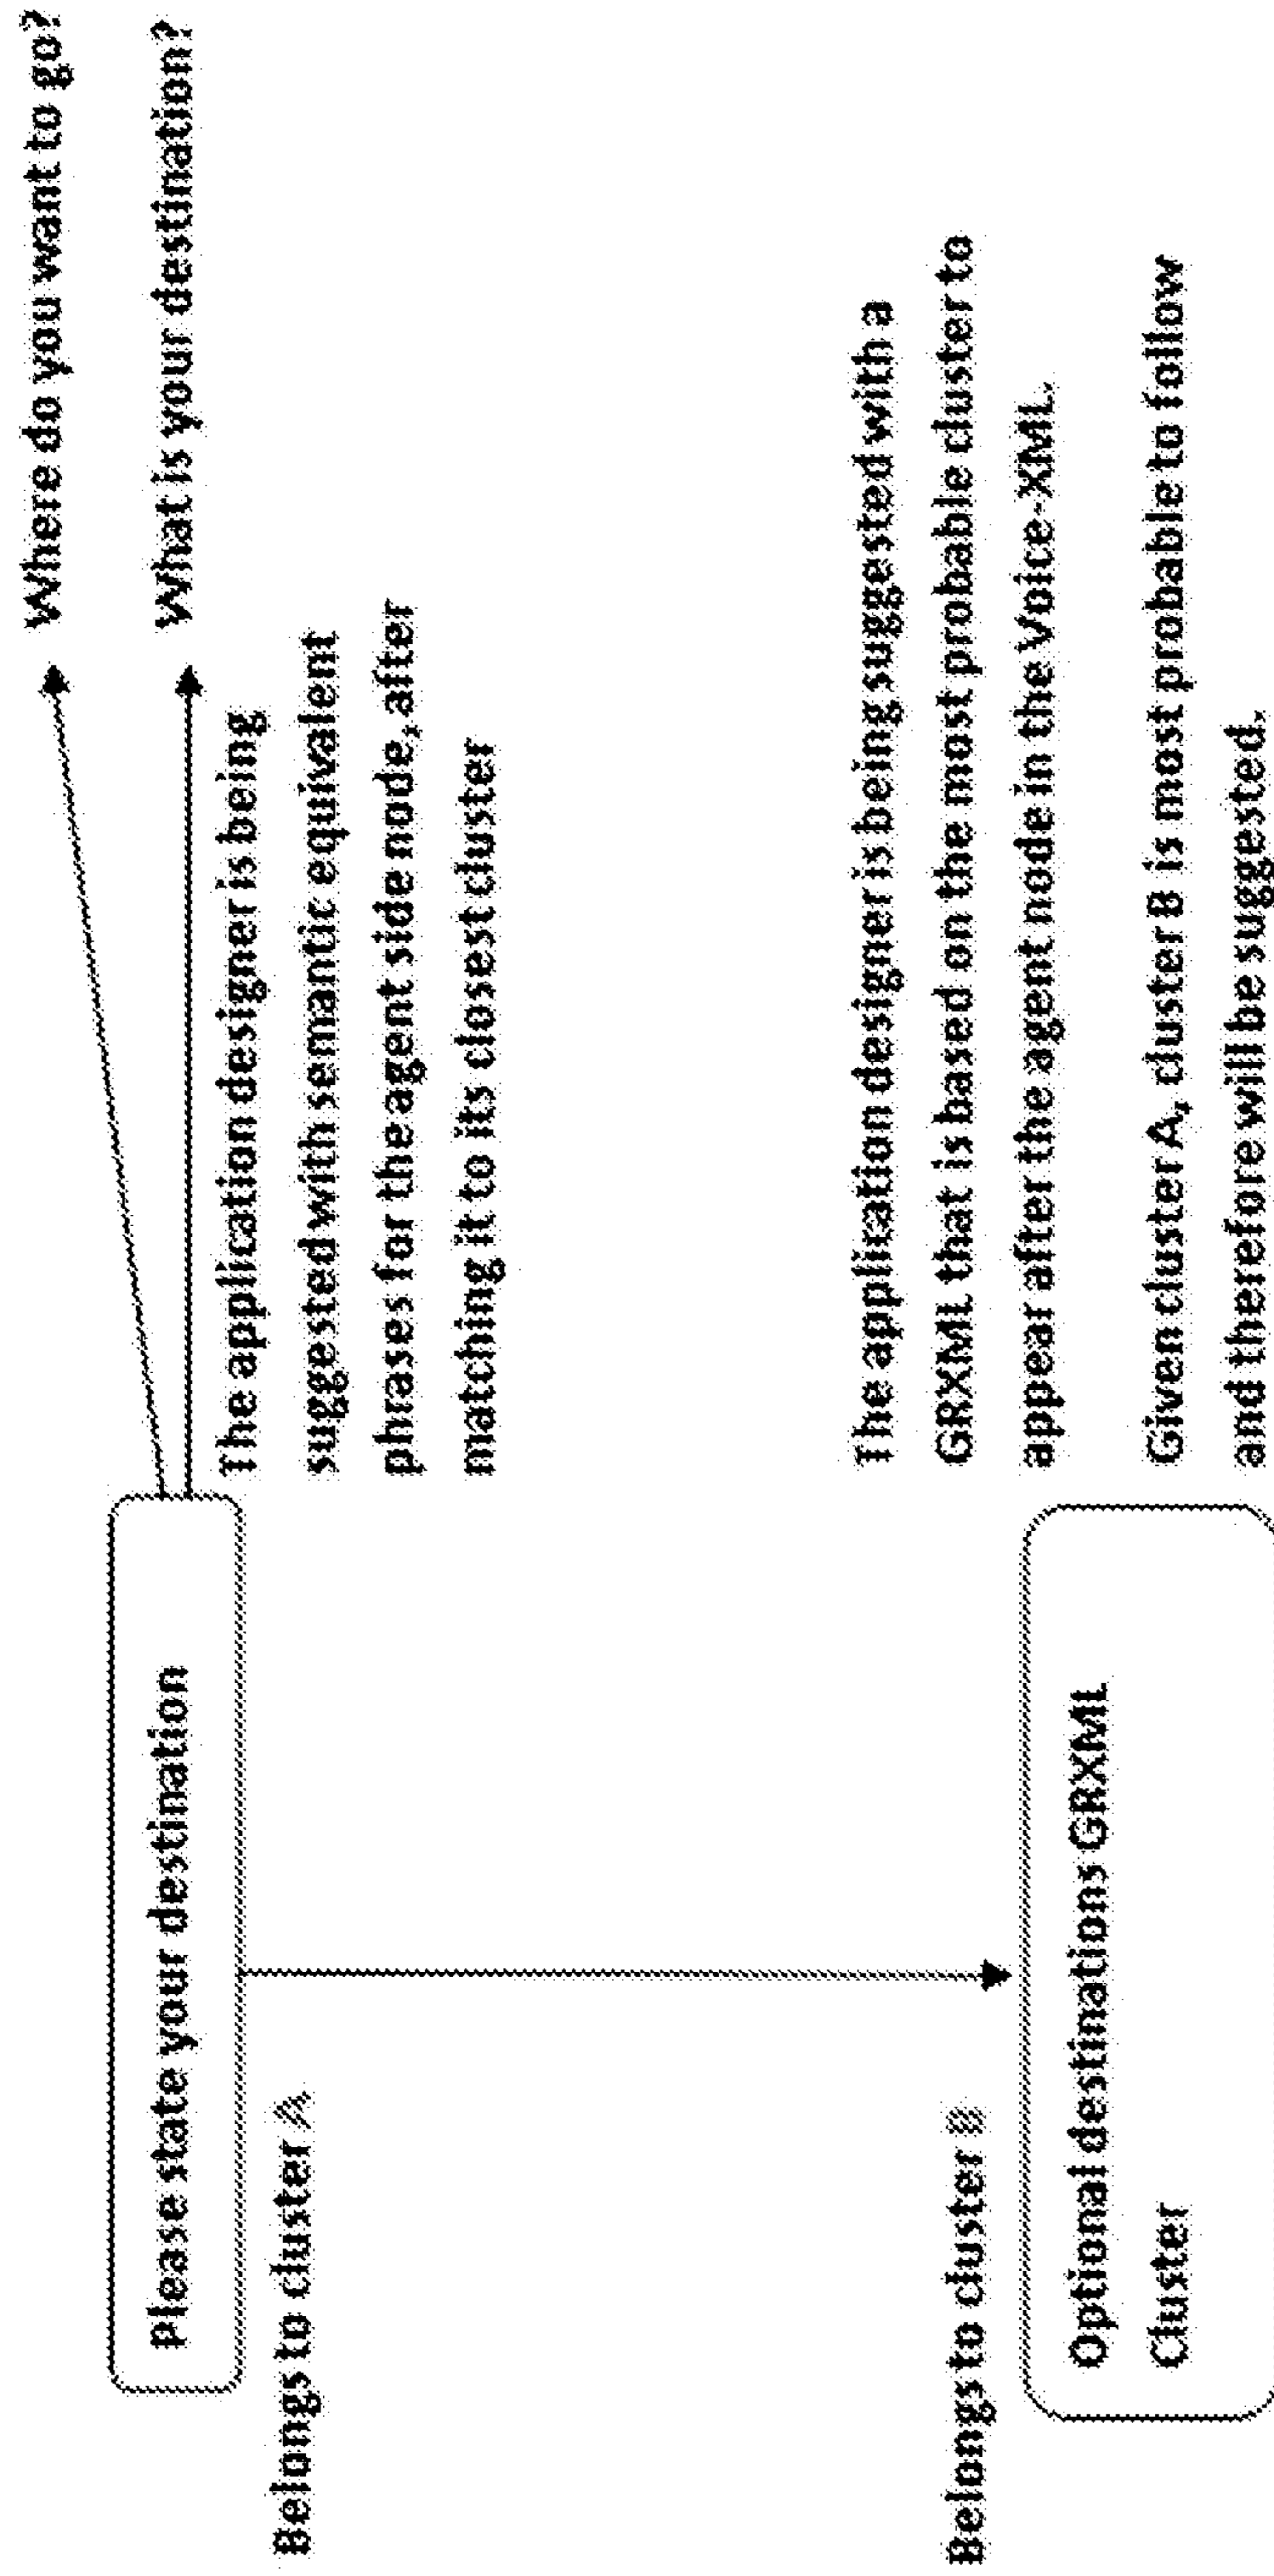 Where do you want to go?
Please state your destination
What is your destination?
Belongs to cluster A
The application designer is being
suggested with semantic equivalent
phrases for the agent side node, after
matching it to its closest cluster
Belongs to cluster B
Optional destinations GRXML
Cluster
The application designer is being suggested with a
GRXML that is based on the most probable cluster to
appear after the agent node in the Voice-XML.
Given cluster A, cluster B is most probable to follow
and therefore will be suggested.